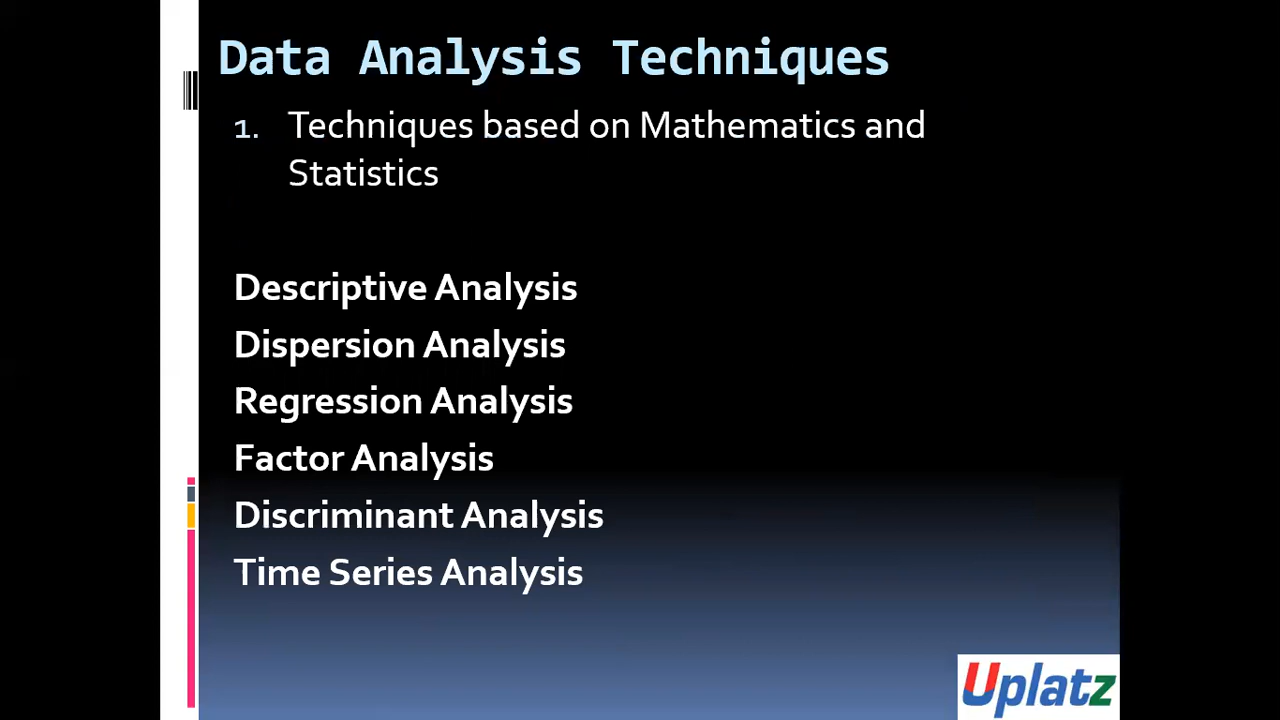 Data Analysis Techniques
1. Techniques based on Mathematics and
Statistics
Descriptive Analysis
Dispersion Analysis
Regression Analysis
Factor Analysis
Discriminant Analysis
Time Series Analysis
Uplatz